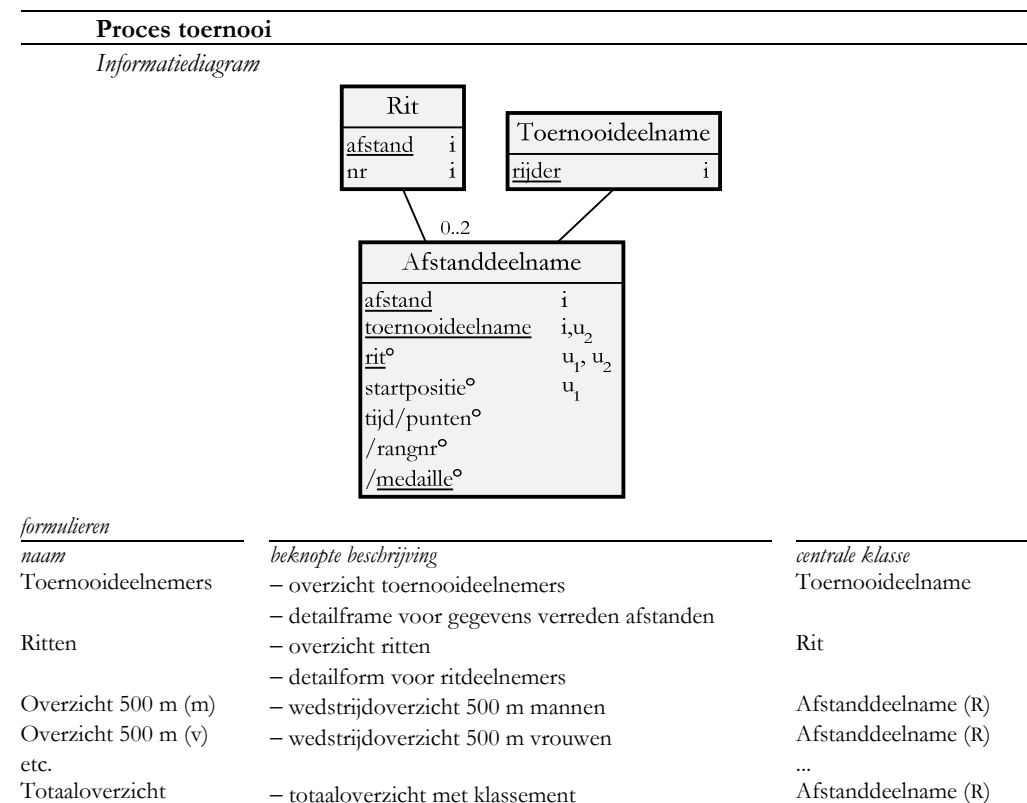 Proces toernooi
Informatiediagram
Rit
afstand i
nr i
Toernooideelname
rijder i
0..2
Afstanddeelname
afstand i
toernooideelname i,u₂
rit° u₁, u₂
startpositie° u₁
tijd/punten°
/rangnr°
/medaille°
formulieren
naam beknopte beschrijving centrale klasse
Toernooideelnemers – overzicht toernooideelnemers Toernooideelname
– detailframe voor gegevens verreden afstanden
Ritten – overzicht ritten Rit
– detailform voor ritdeelnemers
Overzicht 500 m (m) – wedstrijdoverzicht 500 m mannen Afstanddeelname (R)
Overzicht 500 m (v) – wedstrijdoverzicht 500 m vrouwen Afstanddeelname (R)
etc. ...
Totaaloverzicht – totaaloverzicht met klassement Afstanddeelname (R)